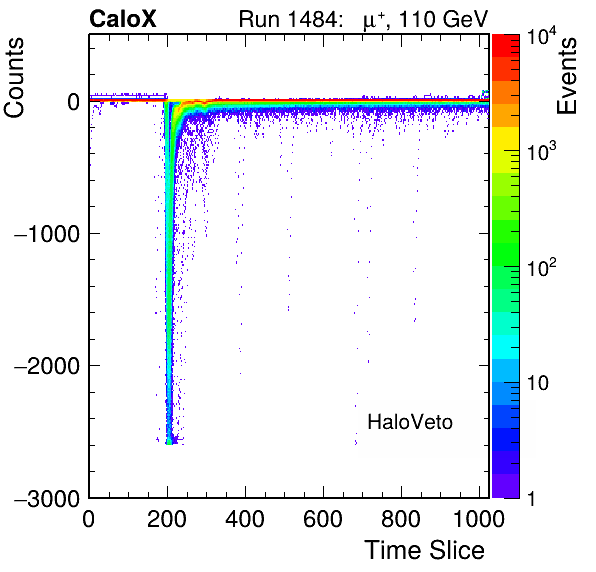 CaloX Run 1484: μ⁺, 110 GeV
Counts
0
−1000
−2000
−3000
0 200 400 600 800 1000
Time Slice
HaloVeto
Events
10⁴
10³
10²
10
1